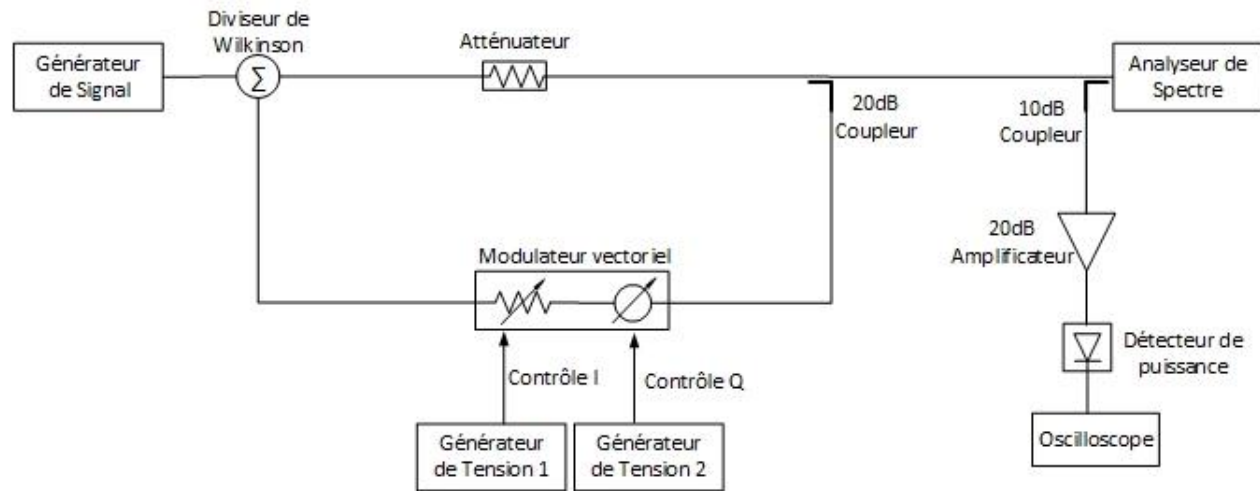 Diviseur de
Wilkinson
Générateur
de Signal
Σ
Atténuateur
Analyseur de
Spectre
20dB
Coupleur
10dB
Coupleur
20dB
Amplificateur
Modulateur vectoriel
Détecteur de
puissance
Contrôle I
Contrôle Q
Oscilloscope
Générateur
de Tension 1
Générateur
de Tension 2